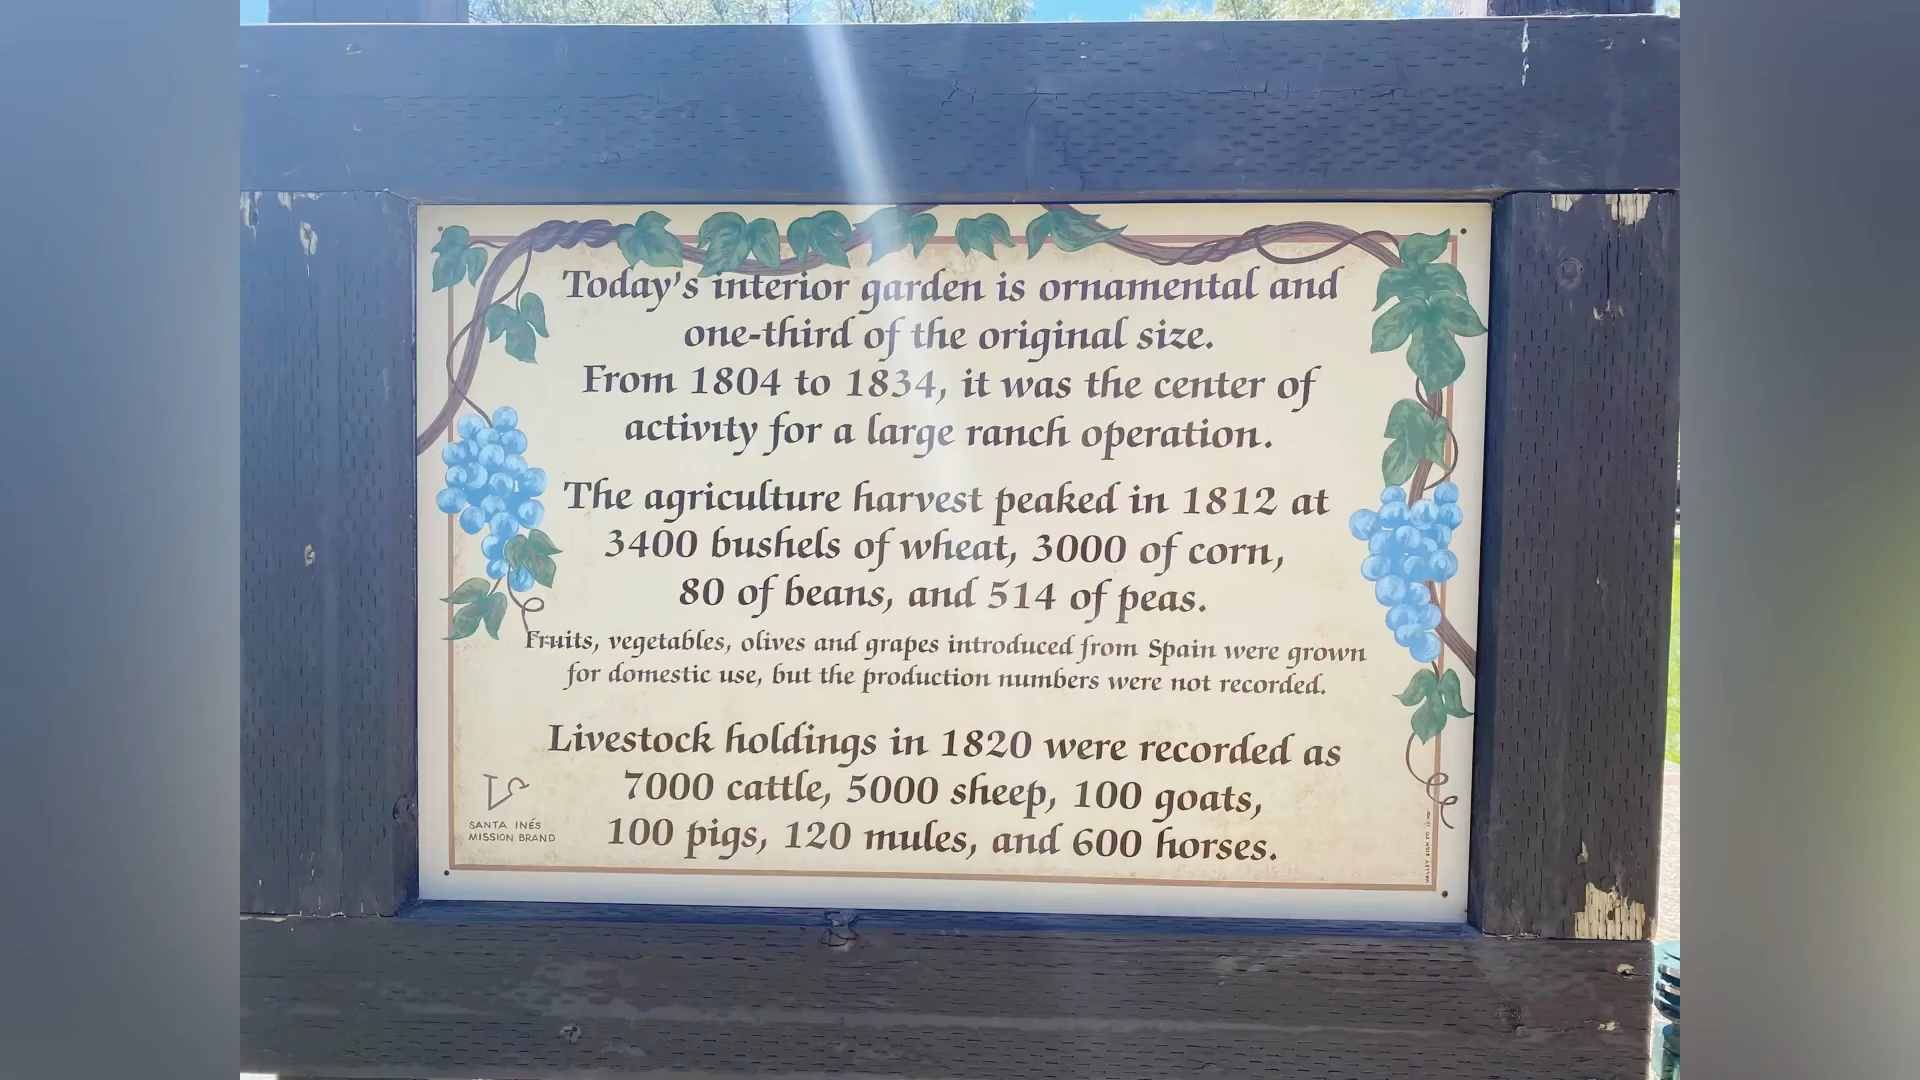 Today's interior garden is ornamental and
one-third of the original size.
From 1804 to 1834, it was the center of
activity for a large ranch operation.
The agriculture harvest peaked in 1812 at
3400 bushels of wheat, 3000 of corn,
80 of beans, and 514 of peas.
Fruits, vegetables, olives and grapes introduced from Spain were grown
for domestic use, but the production numbers were not recorded.
Livestock holdings in 1820 were recorded as
7000 cattle, 5000 sheep, 100 goats,
100 pigs, 120 mules, and 600 horses.
SANTA INÉS
MISSION BRAND